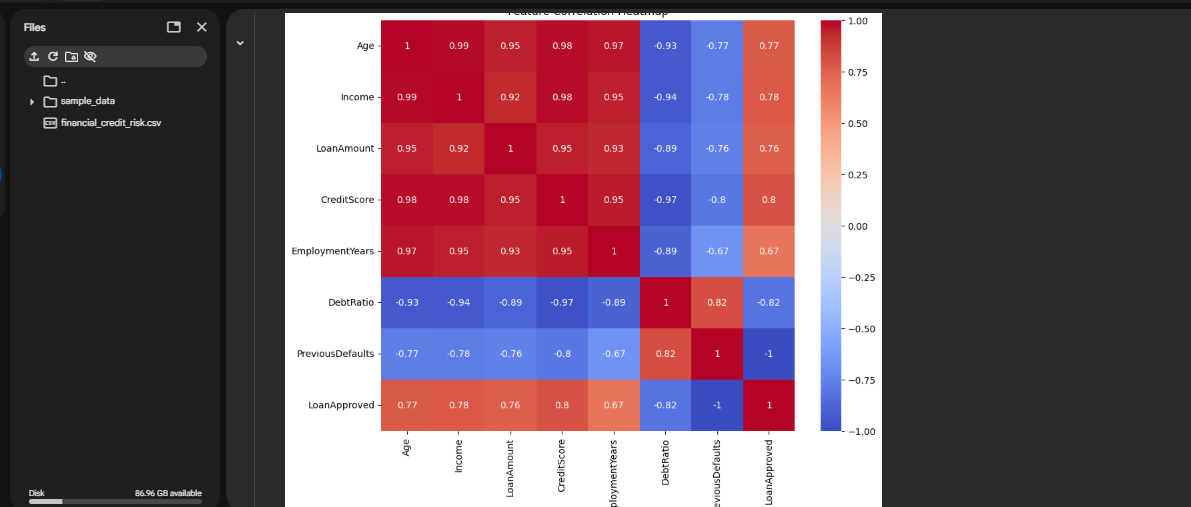 Files
..
sample_data
financial_credit_risk.csv
Disk 86.96 GB available
Feature Correlation Heatmap
Age 1 0.99 0.95 0.98 0.97 -0.93 -0.77 0.77
Income 0.99 1 0.92 0.98 0.95 -0.94 -0.78 0.78
LoanAmount 0.95 0.92 1 0.95 0.93 -0.89 -0.76 0.76
CreditScore 0.98 0.98 0.95 1 0.95 -0.97 -0.8 0.8
EmploymentYears 0.97 0.95 0.93 0.95 1 -0.89 -0.67 0.67
DebtRatio -0.93 -0.94 -0.89 -0.97 -0.89 1 0.82 -0.82
PreviousDefaults -0.77 -0.78 -0.76 -0.8 -0.67 0.82 1 -1
LoanApproved 0.77 0.78 0.76 0.8 0.67 -0.82 -1 1
Age
Income
LoanAmount
CreditScore
ploymentYears
DebtRatio
eviousDefaults
LoanApproved
1.00
0.75
0.50
0.25
0.00
−0.25
−0.50
−0.75
−1.00